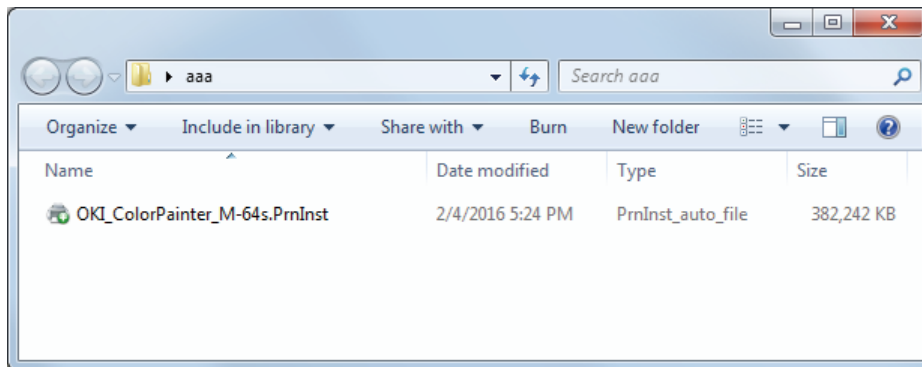 aaa
Search aaa
Organize
Include in library
Share with
Burn
New folder
Name
Date modified
Type
Size
OKI_ColorPainter_M-64s.PrnInst
2/4/2016 5:24 PM
PrnInst_auto_file
382,242 KB